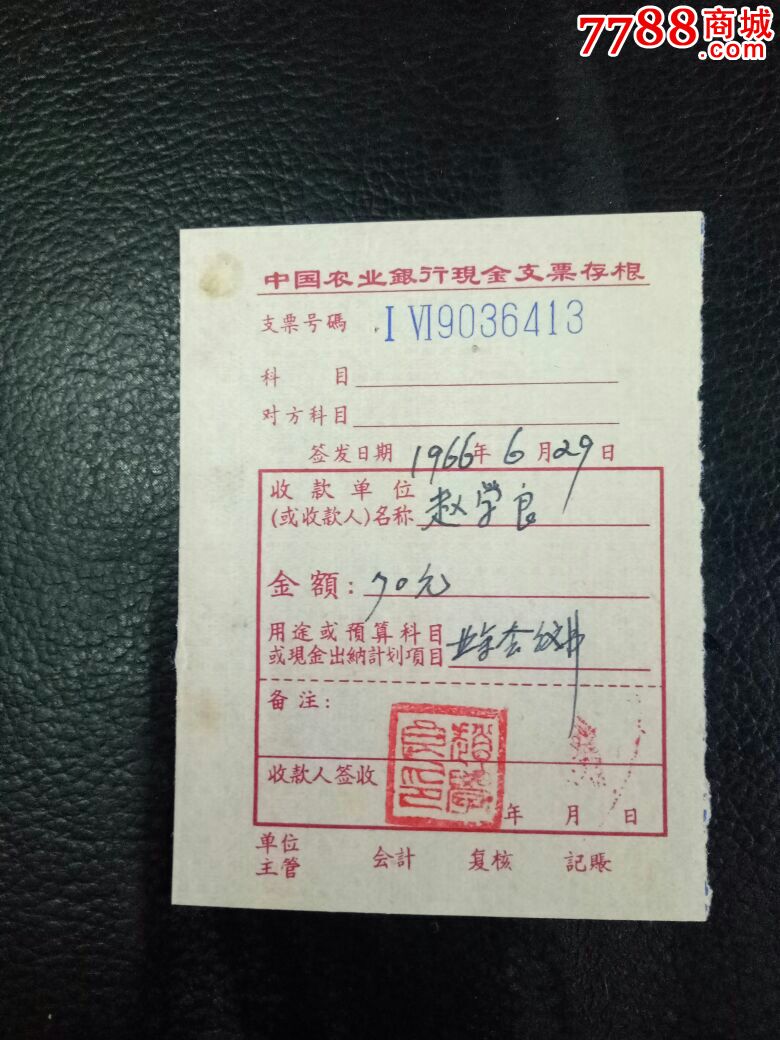 7788商城
.com
中国农业銀行現金支票存根
支票号碼 I VI9036413
科 目
对方科目
签发日期 1966年 6 月 29 日
收款单位
(或收款人)名称 赵学良
金額: 70元
用途或預算科目
或現金出納計划項目
备注:
收款人签收
年 月 日
单位
主管 会計 复核 記賬